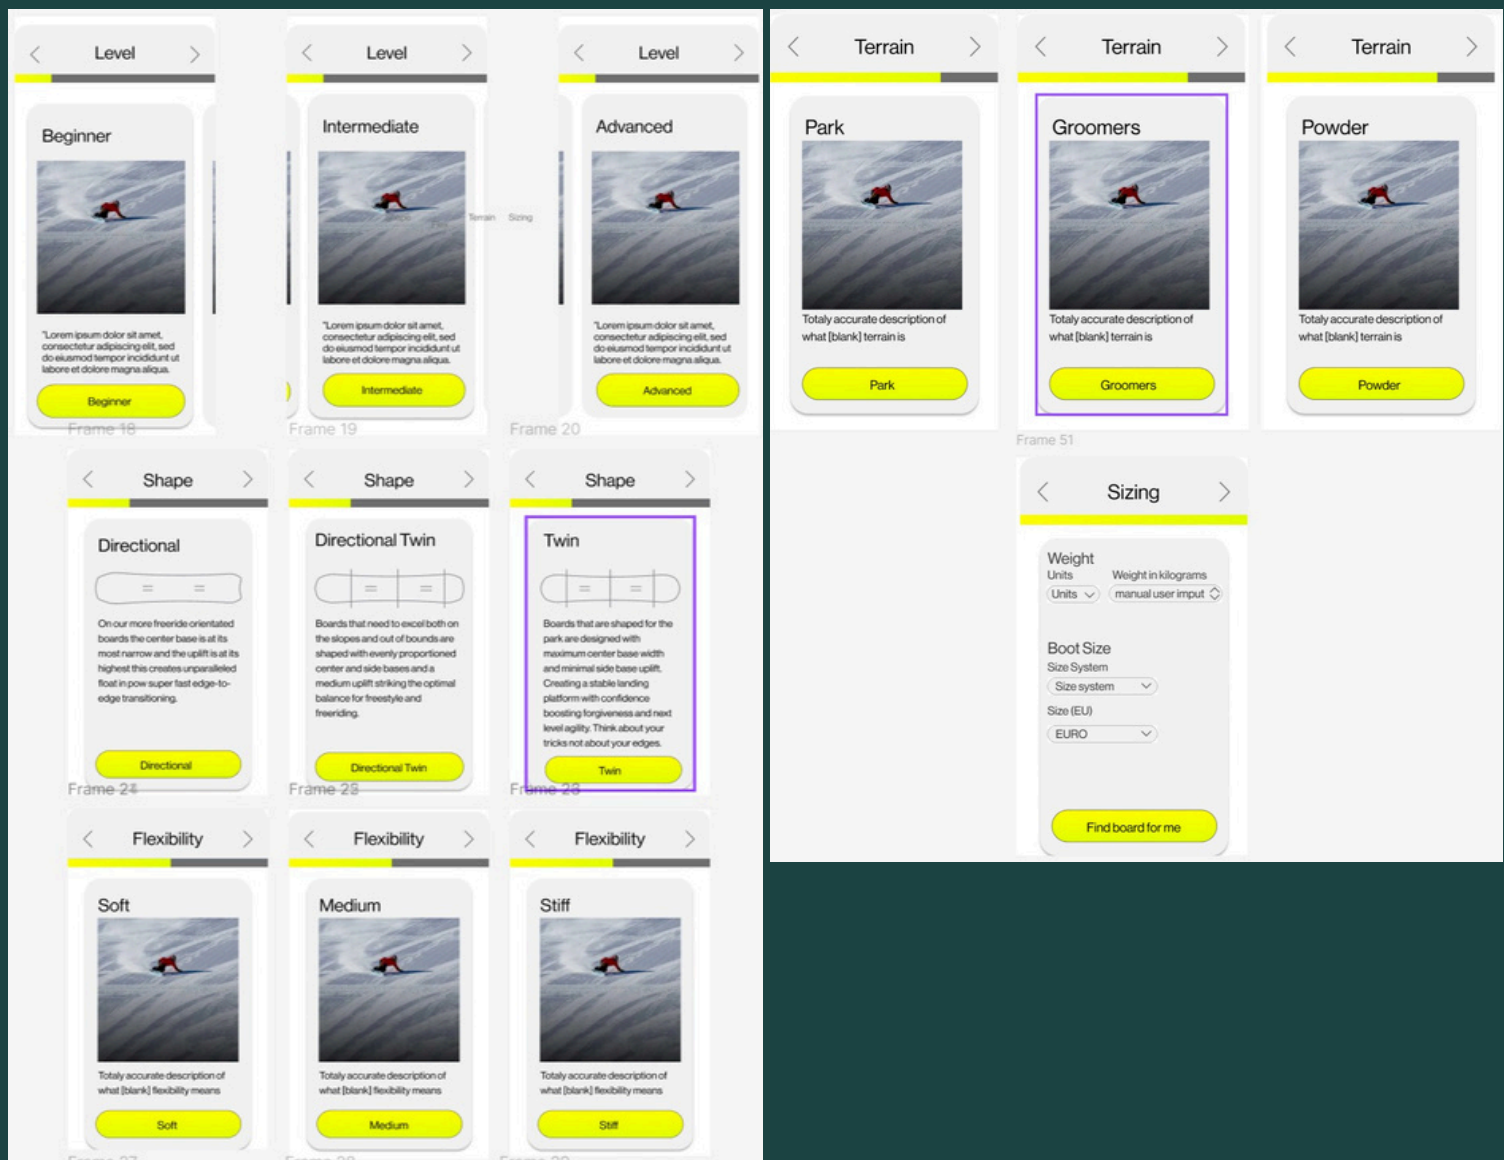 Level
Beginner
"Lorem ipsum dolor sit amet,
consectetur adipiscing elit, sed
do eiusmod tempor incididunt ut
labore et dolore magna aliqua.
Beginner
Frame 18
Level
Intermediate
Terrain
Sizing
"Lorem ipsum dolor sit amet,
consectetur adipiscing elit, sed
do eiusmod tempor incididunt ut
labore et dolore magna aliqua.
Intermediate
Frame 19
Level
Advanced
"Lorem ipsum dolor sit amet,
consectetur adipiscing elit, sed
do eiusmod tempor incididunt ut
labore et dolore magna aliqua.
Advanced
Frame 20
Shape
Directional
On our more freeride orientated
boards the center base is at its
most narrow and the uplift is at its
highest this creates unparalleled
float in pow super fast edge-to-
edge transitioning.
Directional
Frame
Shape
Directional Twin
Boards that need to excel both on
the slopes and out of bounds are
shaped with evenly proportioned
center and side bases and a
medium uplift striking the optimal
balance for freestyle and
freeriding.
Directional Twin
Frame
Shape
Twin
Boards that are shaped for the
park are designed with
maximum center base width
and minimal side base uplift.
Creating a stable landing
platform with confidence
boosting forgiveness and next
level agility. Think about your
tricks not about your edges.
Twin
Frame
Flexibility
Soft
Totaly accurate description of
what [blank] flexibility means
Soft
Flexibility
Medium
Totaly accurate description of
what [blank] flexibility means
Medium
Flexibility
Stiff
Totaly accurate description of
what [blank] flexibility means
Stiff
Terrain
Park
Totaly accurate description of
what [blank] terrain is
Park
Terrain
Groomers
Totaly accurate description of
what [blank] terrain is
Groomers
Frame 51
Terrain
Powder
Totaly accurate description of
what [blank] terrain is
Powder
Sizing
Weight
Units
Weight in kilograms
Units
manual user imput
Boot Size
Size System
Size system
Size (EU)
EURO
Find board for me